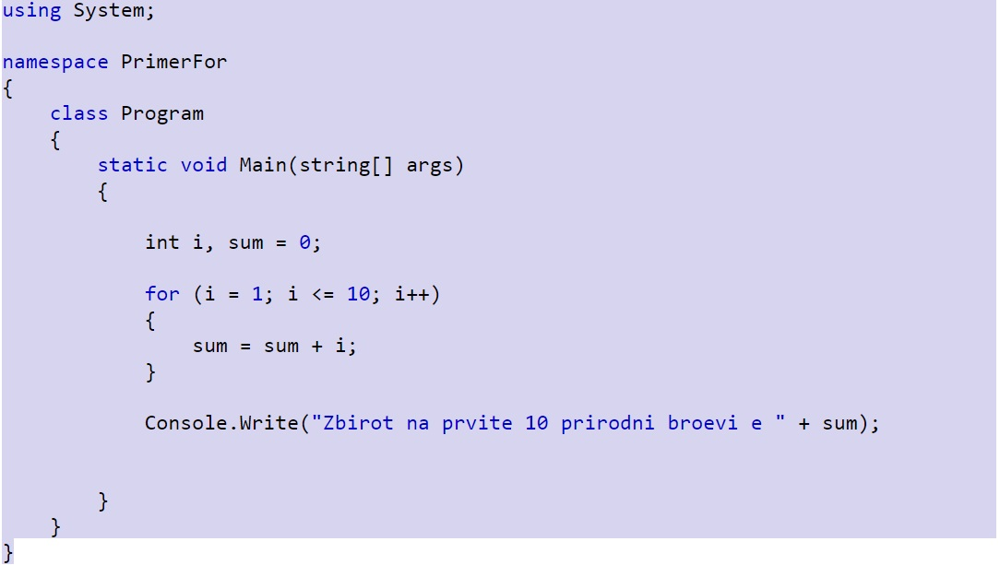 using System;
namespace PrimerFor
{
    class Program
    {
        static void Main(string[] args)
        {
            int i, sum = 0;
            for (i = 1; i <= 10; i++)
            {
                sum = sum + i;
            }
            Console.Write("Zbirot na prvite 10 prirodni broevi e " + sum);
        }
    }
}